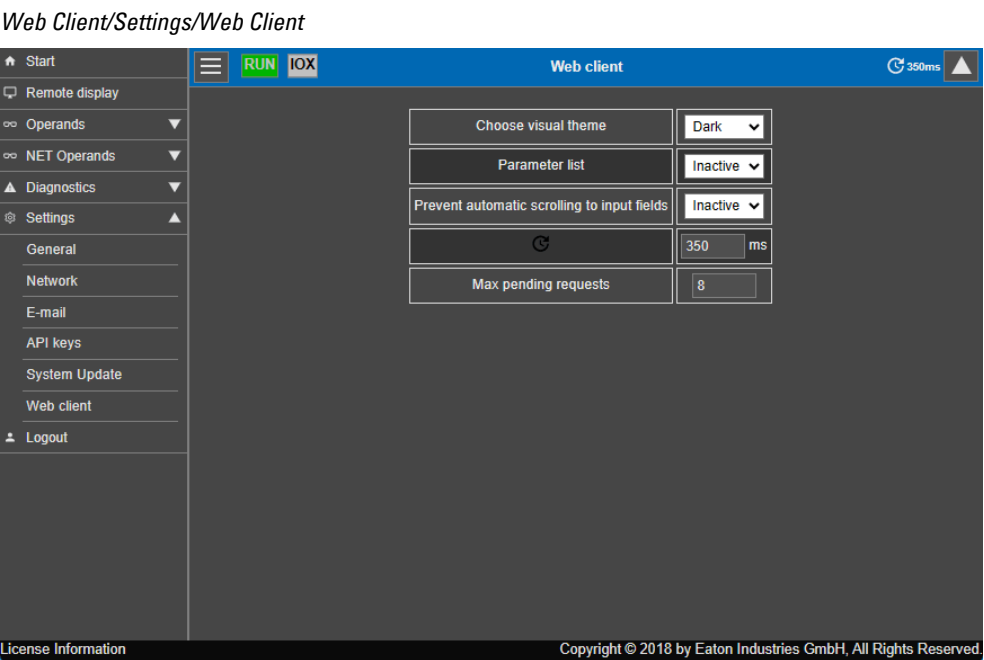 Web Client/Settings/Web Client
Start
RUN IOX
Web client
350ms
Remote display
Operands
NET Operands
Diagnostics
Settings
General
Network
E-mail
API keys
System Update
Web client
Logout
Choose visual theme Dark
Parameter list Inactive
Prevent automatic scrolling to input fields Inactive
350 ms
Max pending requests 8
License Information
Copyright © 2018 by Eaton Industries GmbH, All Rights Reserved.